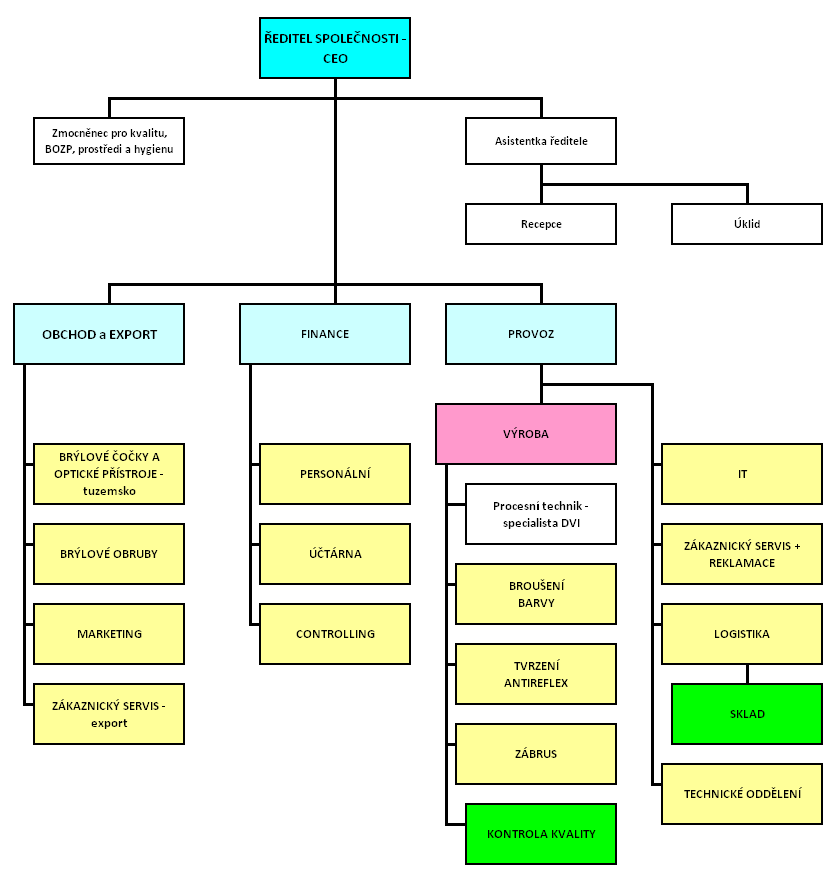 ŘEDITEL SPOLEČNOSTI -
CEO
Zmocněnec pro kvalitu,
BOZP, prostředi a hygienu
Asistentka ředitele
Recepce
Úklid
OBCHOD a EXPORT
FINANCE
PROVOZ
VÝROBA
BRÝLOVÉ ČOČKY A
OPTICKÉ PŘÍSTROJE -
tuzemsko
PERSONÁLNÍ
IT
Procesní technik -
specialista DVI
BRÝLOVÉ OBRUBY
ÚČTÁRNA
ZÁKAZNICKÝ SERVIS +
REKLAMACE
BROUŠENÍ
BARVY
MARKETING
CONTROLLING
LOGISTIKA
TVRZENÍ
ANTIREFLEX
ZÁKAZNICKÝ SERVIS -
export
SKLAD
ZÁBRUS
TECHNICKÉ ODDĚLENÍ
KONTROLA KVALITY